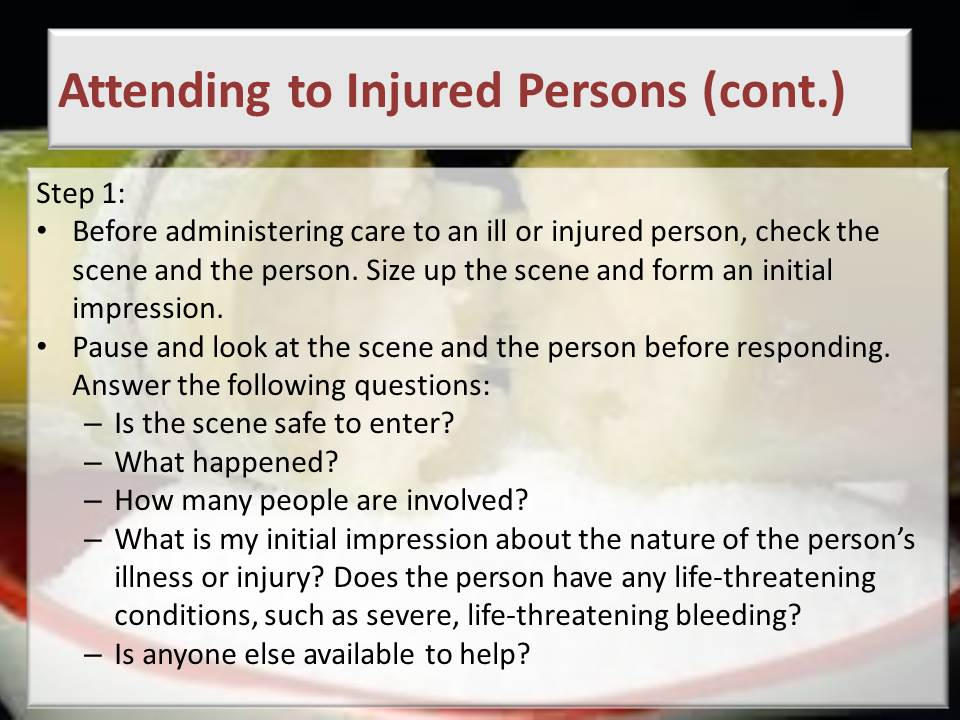 Attending to Injured Persons (cont.)
Step 1:
• Before administering care to an ill or injured person, check the
scene and the person. Size up the scene and form an initial
impression.
• Pause and look at the scene and the person before responding.
Answer the following questions:
– Is the scene safe to enter?
– What happened?
– How many people are involved?
– What is my initial impression about the nature of the person’s
illness or injury? Does the person have any life-threatening
conditions, such as severe, life-threatening bleeding?
– Is anyone else available to help?